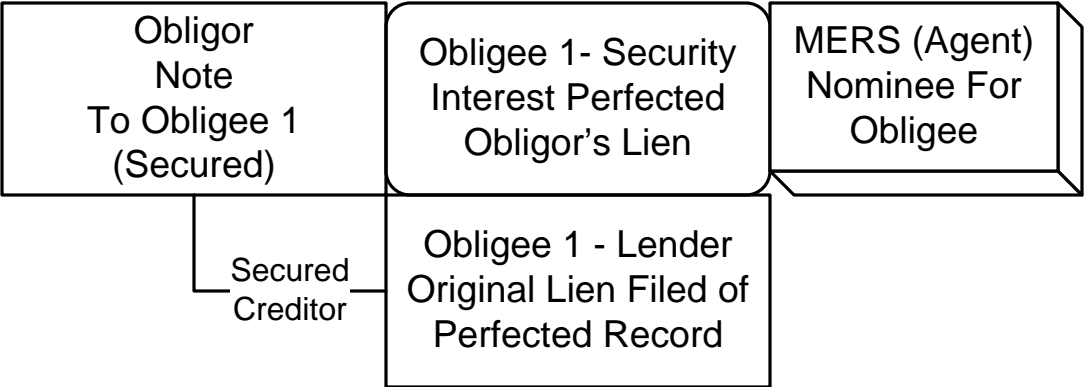 Obligor
Note
To Obligee 1
(Secured)
Obligee 1- Security
Interest Perfected
Obligor's Lien
MERS (Agent)
Nominee For
Obligee
Secured
Creditor
Obligee 1 - Lender
Original Lien Filed of
Perfected Record